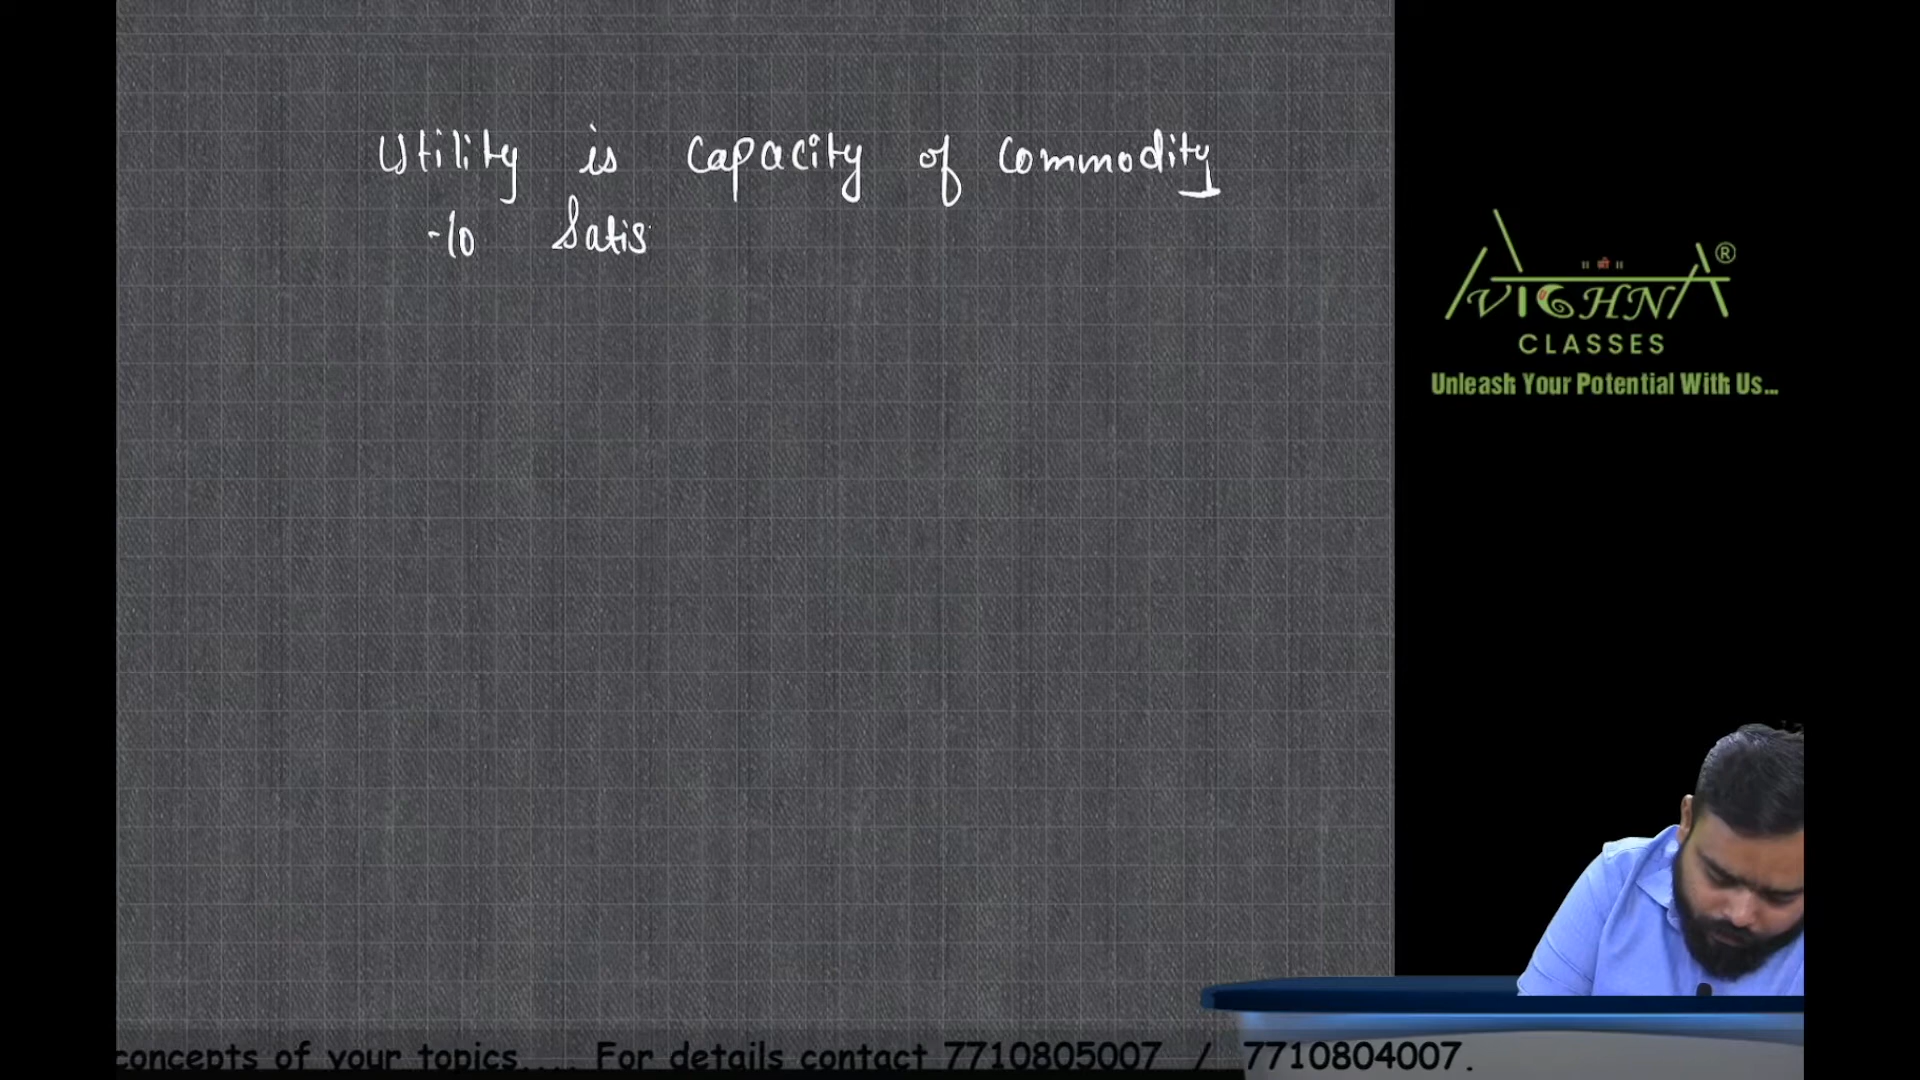 Utility is Capacity of Commodity
to Satis
|| श्री ||
AVIGHNA®
CLASSES
Unleash Your Potential With Us...
concepts of your topics.... For details contact 7710805007 / 7710804007.